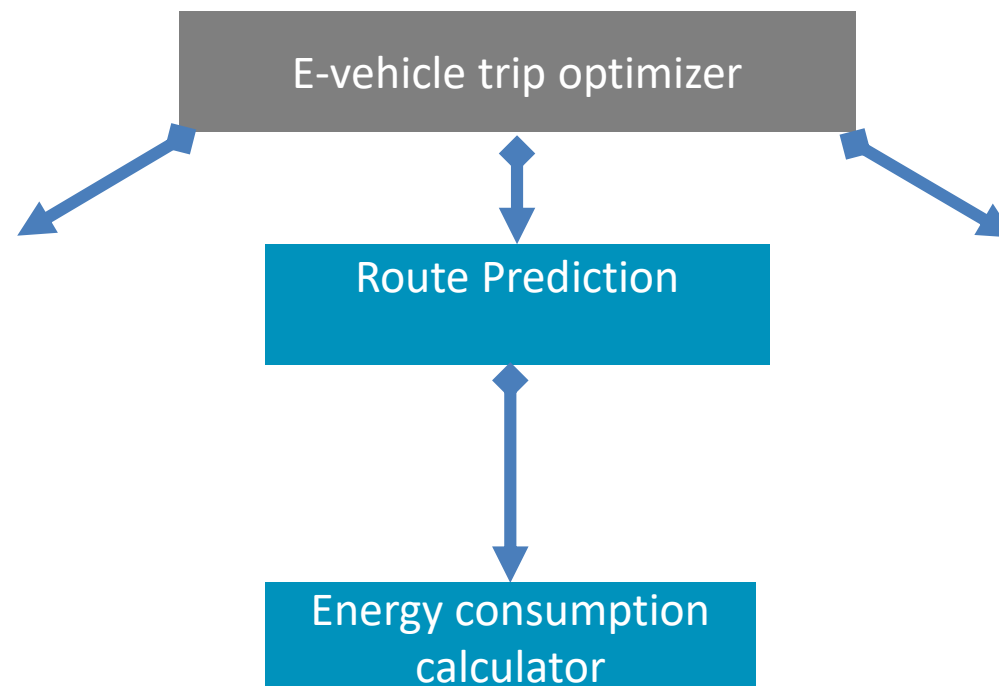 E-vehicle trip optimizer
Route Prediction
Energy consumption
calculator